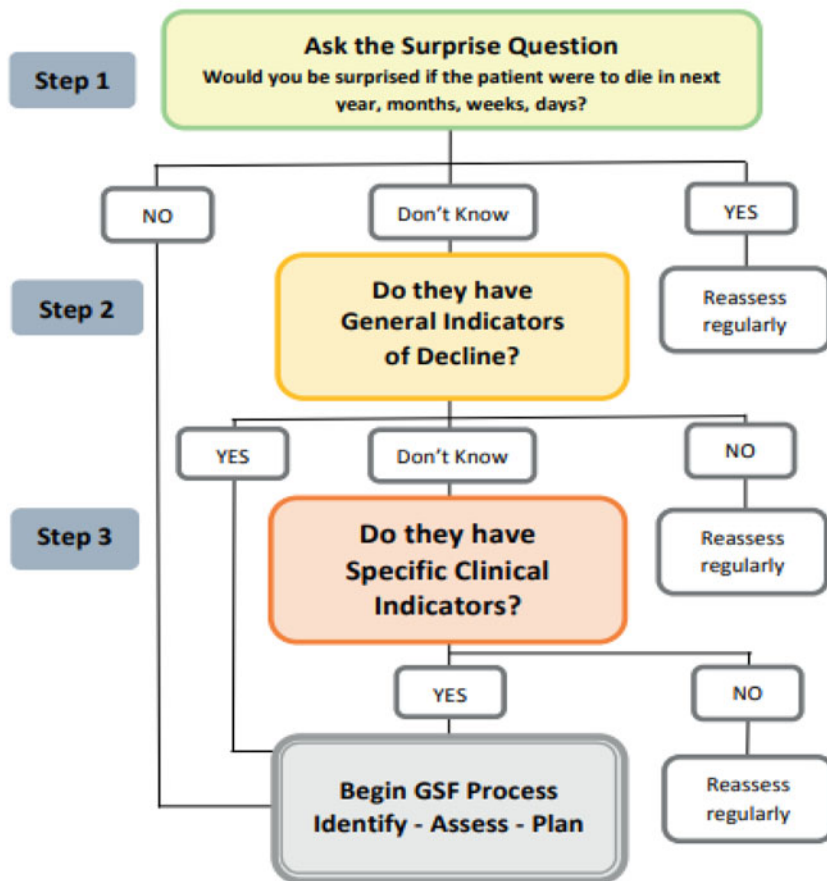 Step 1
Ask the Surprise Question
Would you be surprised if the patient were to die in next
year, months, weeks, days?
NO
Don't Know
YES
Step 2
Do they have
General Indicators
of Decline?
Reassess
regularly
YES
Don't Know
NO
Step 3
Do they have
Specific Clinical
Indicators?
Reassess
regularly
YES
NO
Begin GSF Process
Identify - Assess - Plan
Reassess
regularly